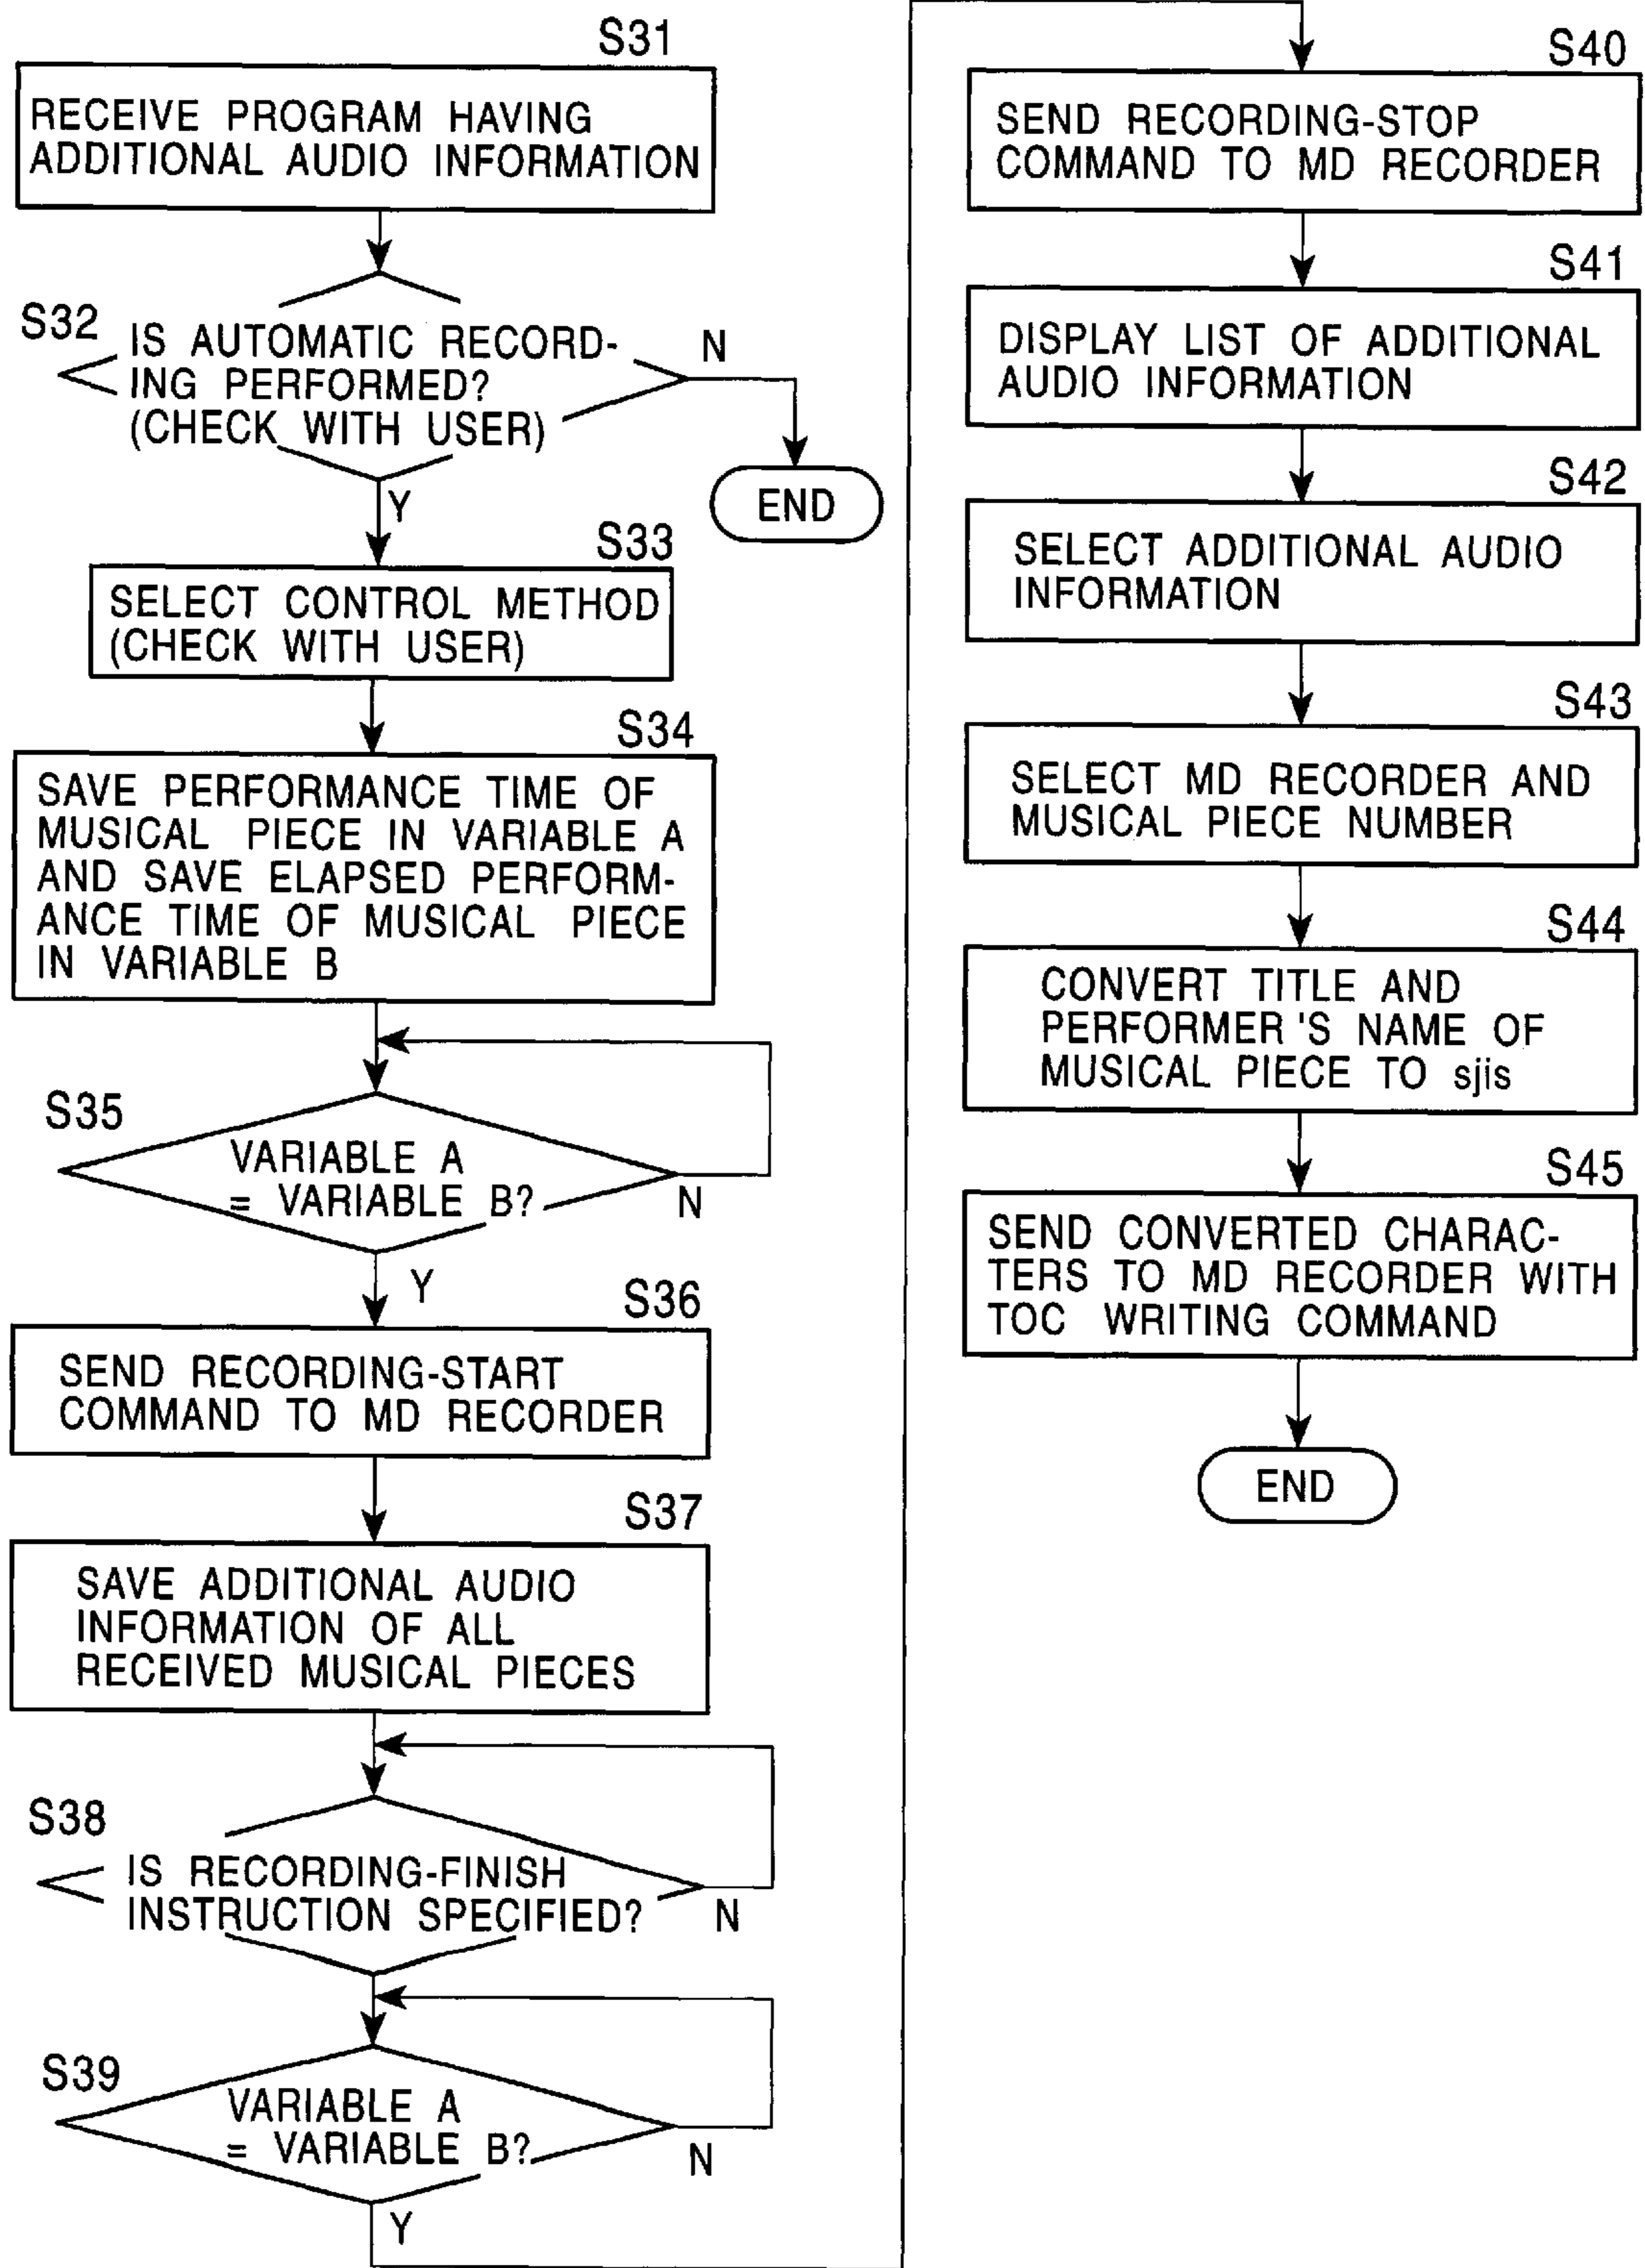 S31
RECEIVE PROGRAM HAVING
ADDITIONAL AUDIO INFORMATION
S32
IS AUTOMATIC RECORD-
ING PERFORMED?
(CHECK WITH USER)
N
END
Y
S33
SELECT CONTROL METHOD
(CHECK WITH USER)
S34
SAVE PERFORMANCE TIME OF
MUSICAL PIECE IN VARIABLE A
AND SAVE ELAPSED PERFORM-
ANCE TIME OF MUSICAL PIECE
IN VARIABLE B
S35
VARIABLE A
= VARIABLE B?
N
Y
S36
SEND RECORDING-START
COMMAND TO MD RECORDER
S37
SAVE ADDITIONAL AUDIO
INFORMATION OF ALL
RECEIVED MUSICAL PIECES
S38
IS RECORDING-FINISH
INSTRUCTION SPECIFIED?
N
S39
VARIABLE A
= VARIABLE B?
N
Y
S40
SEND RECORDING-STOP
COMMAND TO MD RECORDER
S41
DISPLAY LIST OF ADDITIONAL
AUDIO INFORMATION
S42
SELECT ADDITIONAL AUDIO
INFORMATION
S43
SELECT MD RECORDER AND
MUSICAL PIECE NUMBER
S44
CONVERT TITLE AND
PERFORMER'S NAME OF
MUSICAL PIECE TO sjis
S45
SEND CONVERTED CHARAC-
TERS TO MD RECORDER WITH
TOC WRITING COMMAND
END